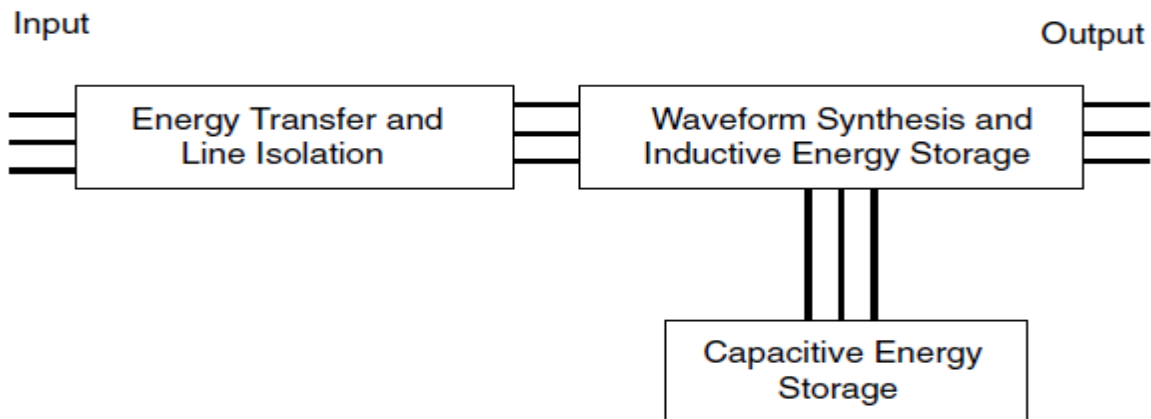 Input
Output
Energy Transfer and
Line Isolation
Waveform Synthesis and
Inductive Energy Storage
Capacitive Energy
Storage